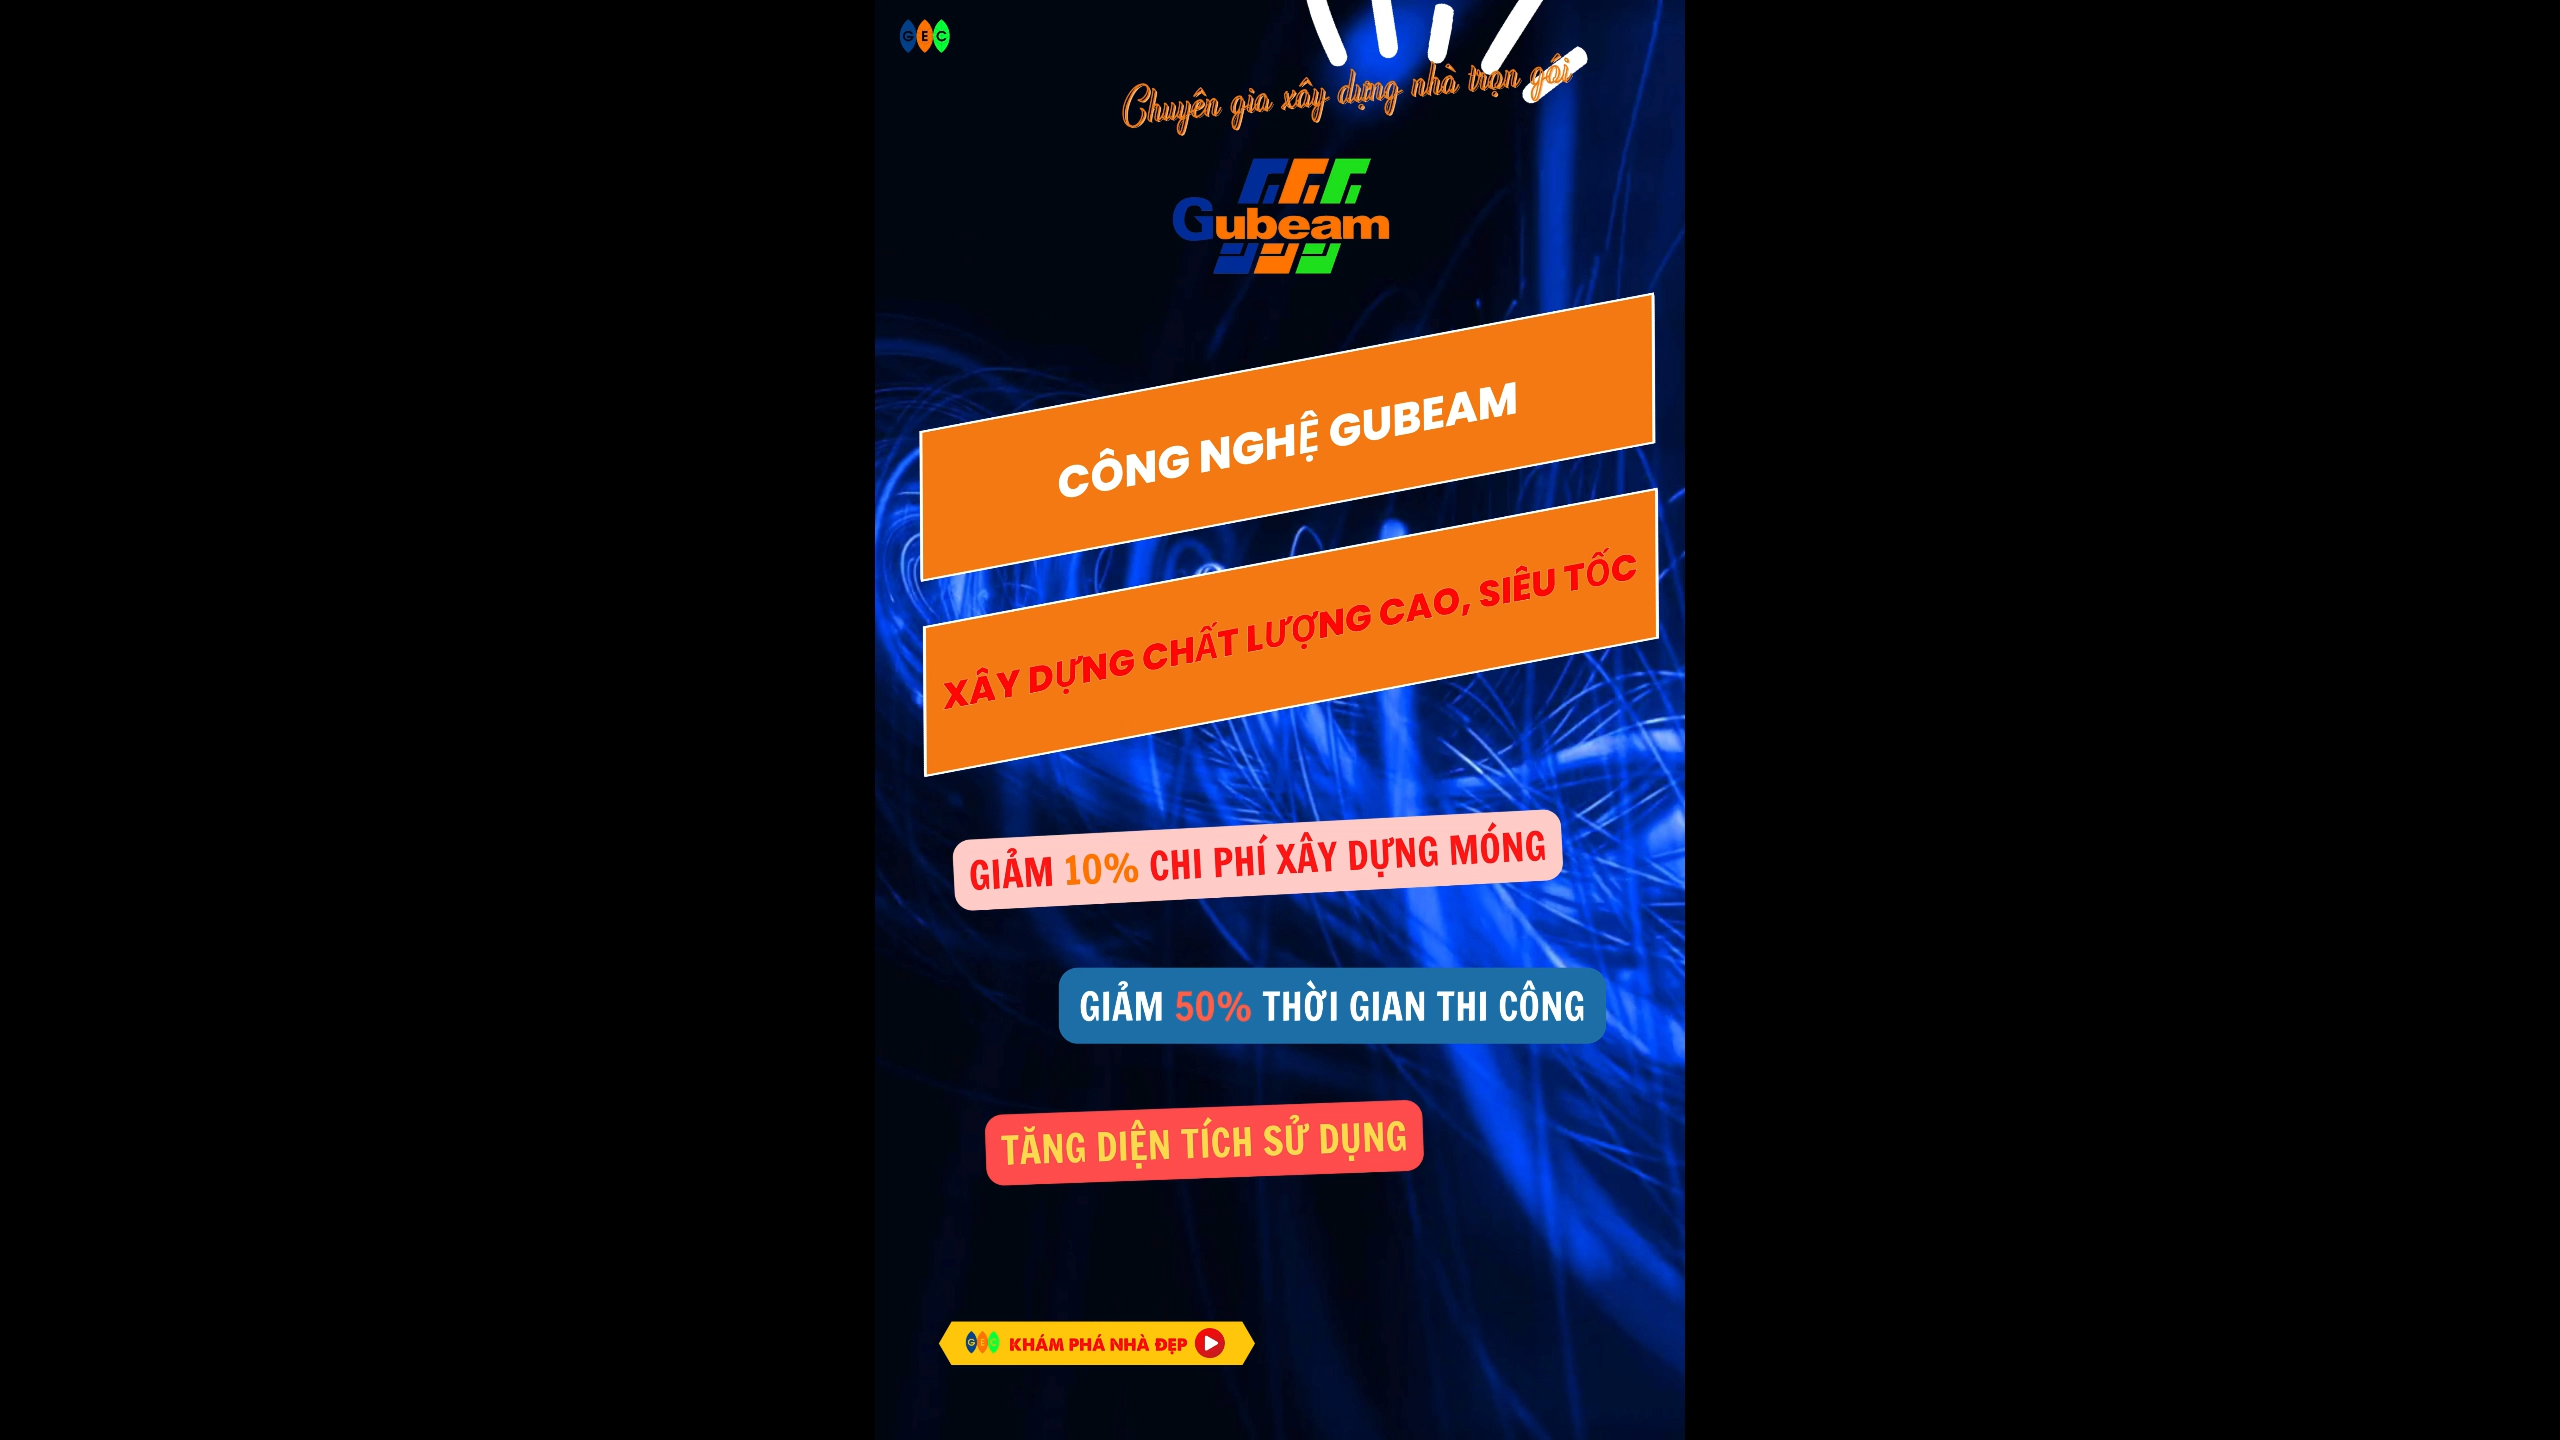 GEC
Chuyên gia xây dựng nhà trọn gói
Gubeam
CÔNG NGHỆ GUBEAM
XÂY DỰNG CHẤT LƯỢNG CAO, SIÊU TỐC
GIẢM 10% CHI PHÍ XÂY DỰNG MÓNG
GIẢM 50% THỜI GIAN THI CÔNG
TĂNG DIỆN TÍCH SỬ DỤNG
GEC KHÁM PHÁ NHÀ ĐẸP